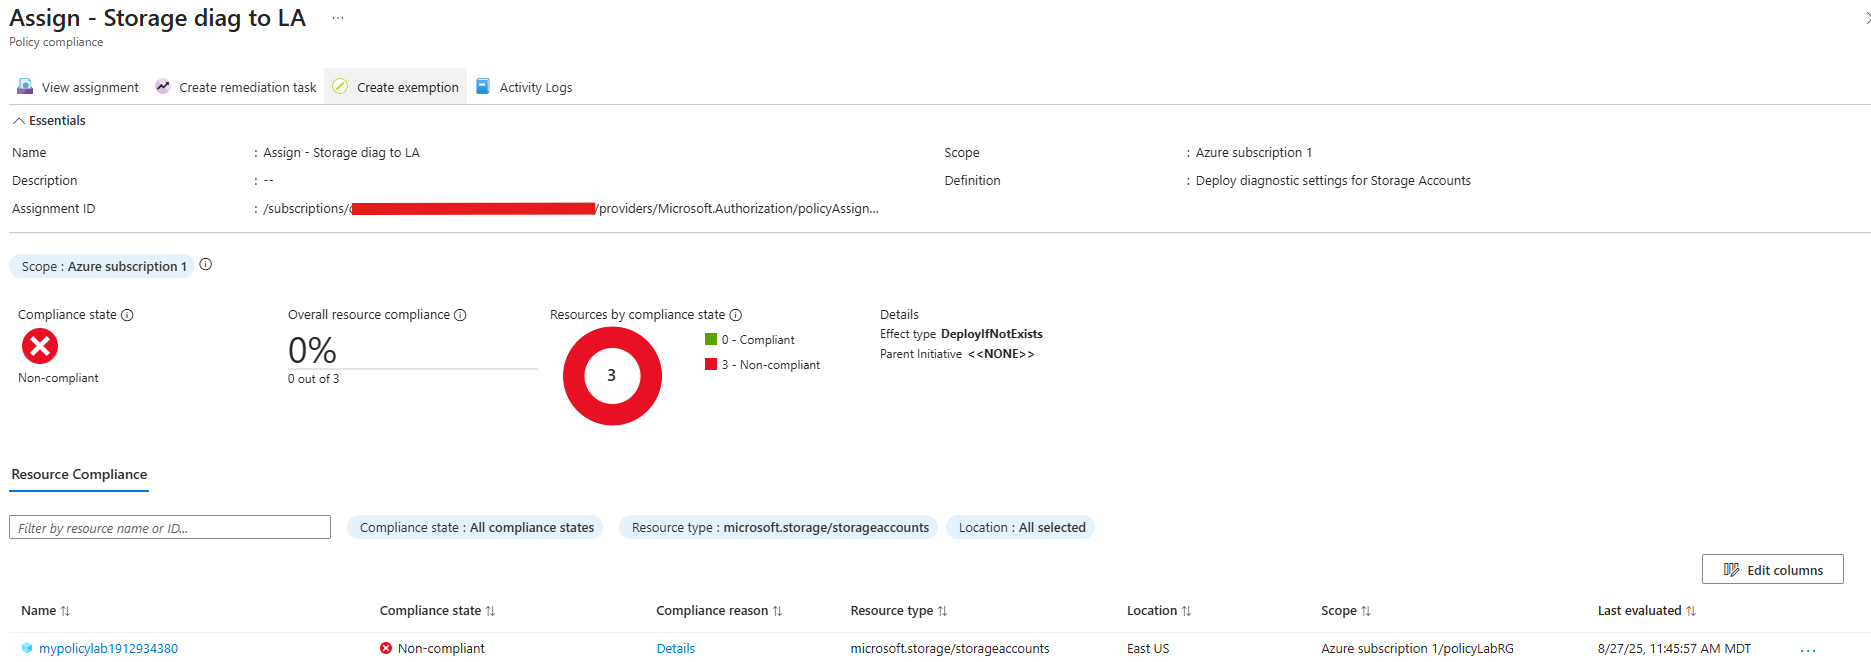 Assign - Storage diag to LA ...
Policy compliance
View assignment Create remediation task Create exemption Activity Logs
Essentials
Name : Assign - Storage diag to LA Scope : Azure subscription 1
Description : -- Definition : Deploy diagnostic settings for Storage Accounts
Assignment ID : /subscriptions/ /providers/Microsoft.Authorization/policyAssign...
Scope : Azure subscription 1
Compliance state Overall resource compliance Resources by compliance state Details
Effect type DeployIfNotExists
0 - Compliant
0% Parent Initiative <<NONE>>
3 - Non-compliant
3
Non-compliant 0 out of 3
Resource Compliance
Filter by resource name or ID... Compliance state : All compliance states Resource type : microsoft.storage/storageaccounts Location : All selected
Edit columns
Name Compliance state Compliance reason Resource type Location Scope Last evaluated
mypolicylab1912934380 Non-compliant Details microsoft.storage/storageaccounts East US Azure subscription 1/policyLabRG 8/27/25, 11:45:57 AM MDT ...